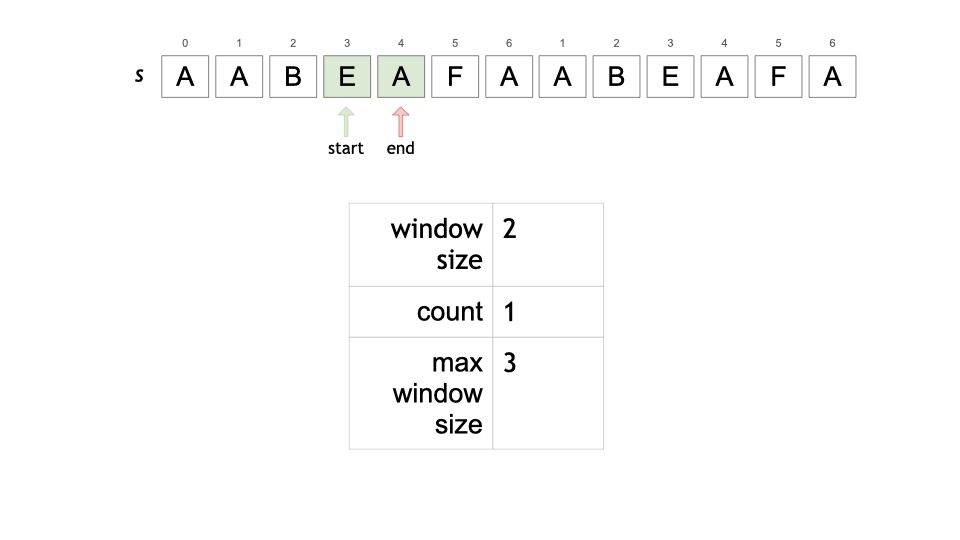 0 1 2 3 4 5 6 1 2 3 4 5 6
s A A B E A F A A B E A F A
start end
window 2
size
count 1
max 3
window
size